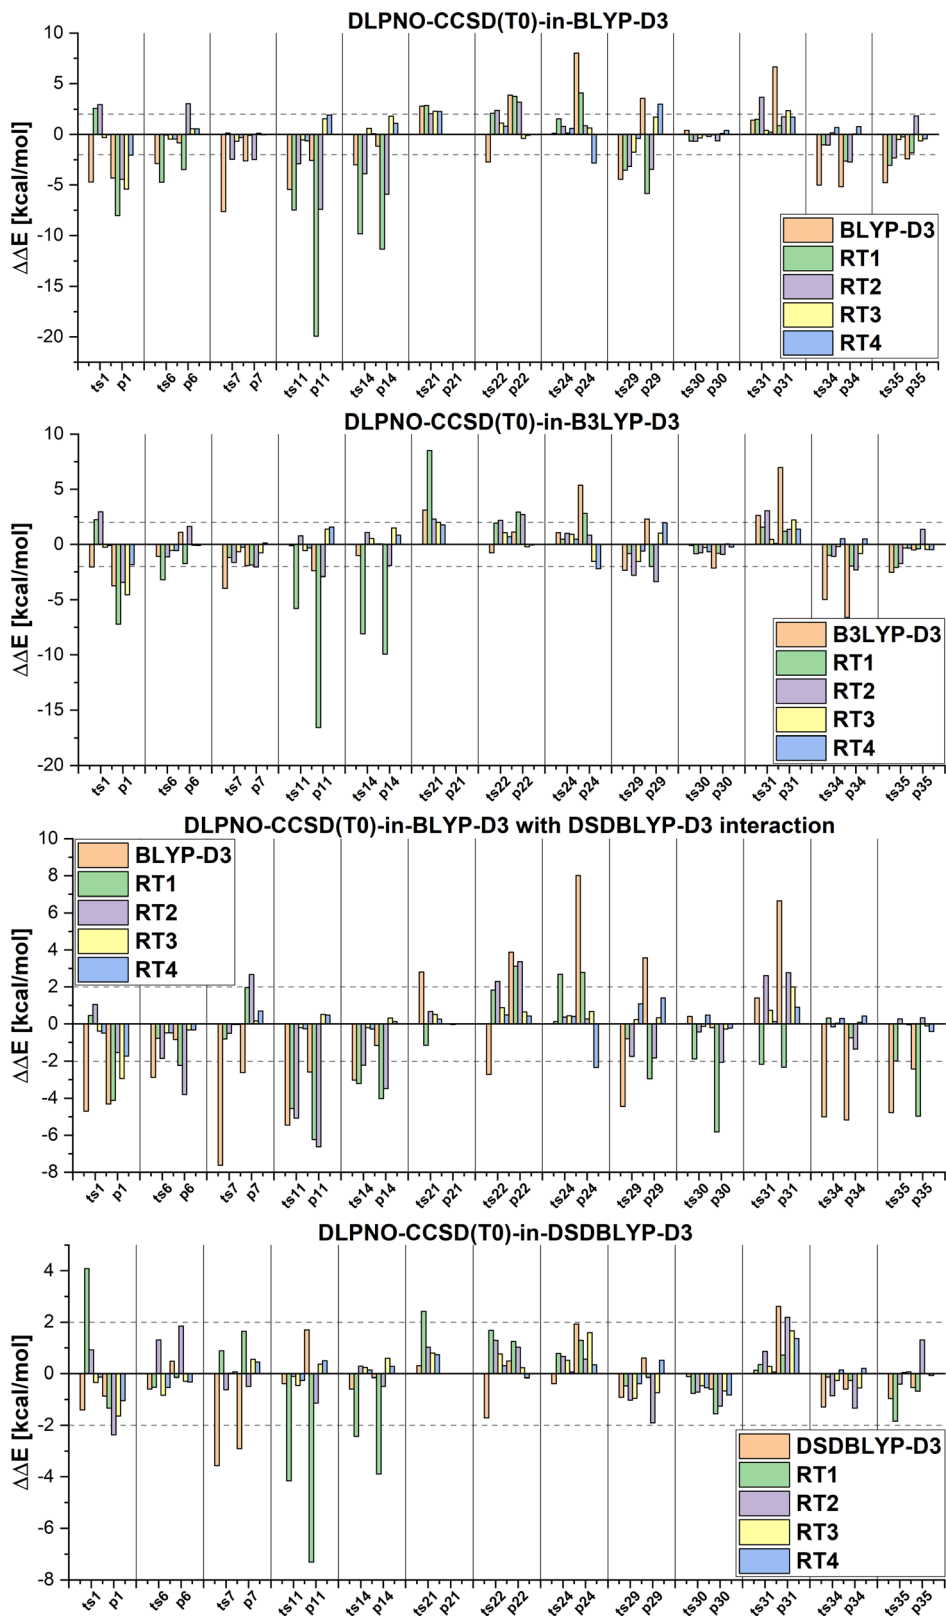 DLPNO-CCSD(T0)-in-BLYP-D3
10
5
0
-5
-10
-15
-20
ΔΔE [kcal/mol]
BLYP-D3
RT1
RT2
RT3
RT4
ts1 p1 ts6 p6 ts7 p7 ts11 p11 ts14 p14 ts21 p21 ts22 p22 ts24 p24 ts29 p29 ts30 p30 ts31 p31 ts34 p34 ts35 p35
DLPNO-CCSD(T0)-in-B3LYP-D3
10
5
0
-5
-10
-15
-20
ΔΔE [kcal/mol]
B3LYP-D3
RT1
RT2
RT3
RT4
ts1 p1 ts6 p6 ts7 p7 ts11 p11 ts14 p14 ts21 p21 ts22 p22 ts24 p24 ts29 p29 ts30 p30 ts31 p31 ts34 p34 ts35 p35
DLPNO-CCSD(T0)-in-BLYP-D3 with DSDBLYP-D3 interaction
10
8
6
4
2
0
-2
-4
-6
-8
ΔΔE [kcal/mol]
BLYP-D3
RT1
RT2
RT3
RT4
ts1 p1 ts6 p6 ts7 p7 ts11 p11 ts14 p14 ts21 p21 ts22 p22 ts24 p24 ts29 p29 ts30 p30 ts31 p31 ts34 p34 ts35 p35
DLPNO-CCSD(T0)-in-DSDBLYP-D3
4
2
0
-2
-4
-6
-8
ΔΔE [kcal/mol]
DSDBLYP-D3
RT1
RT2
RT3
RT4
ts1 p1 ts6 p6 ts7 p7 ts11 p11 ts14 p14 ts21 p21 ts22 p22 ts24 p24 ts29 p29 ts30 p30 ts31 p31 ts34 p34 ts35 p35